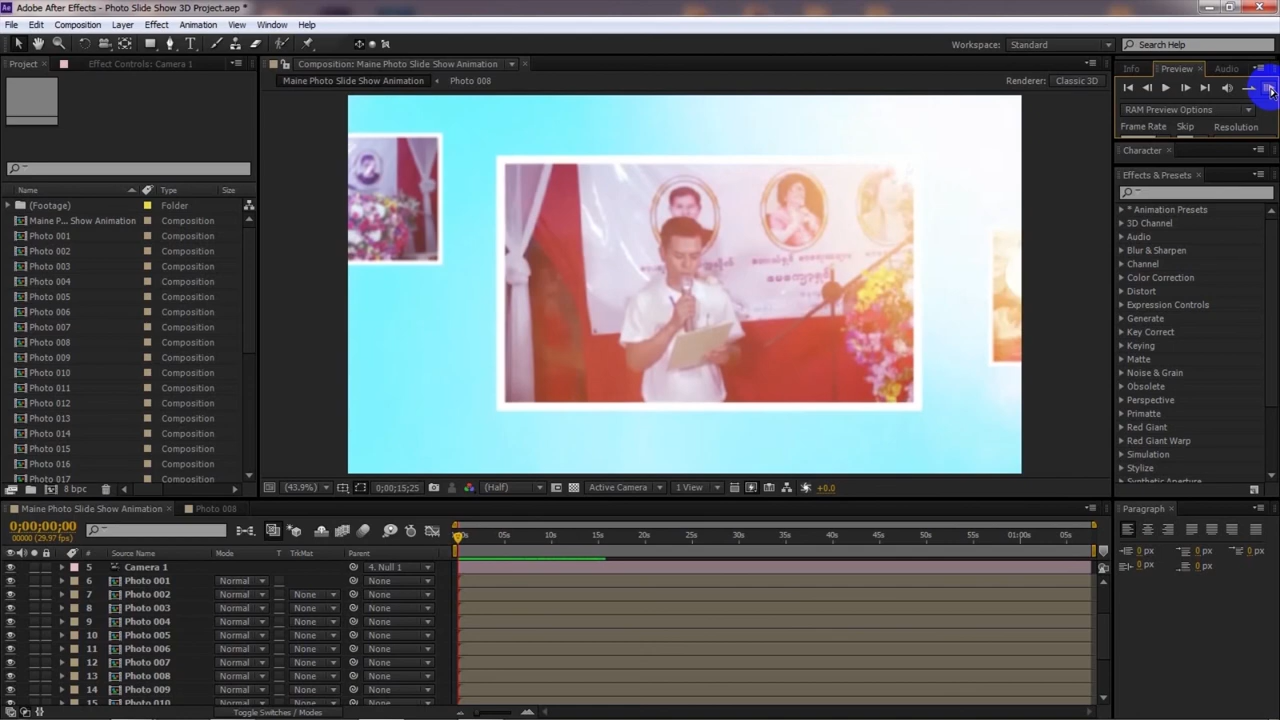 Adobe After Effects - Photo Slide Show 3D Project.aep *
File Edit Composition Layer Effect Animation View Window Help
Workspace: Standard Search Help
Project Effect Controls: Camera 1
Composition: Maine Photo Slide Show Animation
Maine Photo Slide Show Animation Photo 008
Renderer: Classic 3D
Info Preview Audio
RAM Preview Options
Frame Rate Skip Resolution
Character
Effects & Presets
* Animation Presets
3D Channel
Audio
Blur & Sharpen
Channel
Color Correction
Distort
Expression Controls
Generate
Key Correct
Keying
Matte
Noise & Grain
Obsolete
Perspective
Primatte
Red Giant
Red Giant Warp
Simulation
Stylize
Name Type Size
(Footage) Folder
Maine P... Show Animation Composition
Photo 001 Composition
Photo 002 Composition
Photo 003 Composition
Photo 004 Composition
Photo 005 Composition
Photo 006 Composition
Photo 007 Composition
Photo 008 Composition
Photo 009 Composition
Photo 010 Composition
Photo 011 Composition
Photo 012 Composition
Photo 013 Composition
Photo 014 Composition
Photo 015 Composition
Photo 016 Composition
Photo 017 Composition
8 bpc
(43.9%) 0;00;15;25 (Half) Active Camera 1 View +0.0
Maine Photo Slide Show Animation Photo 008
0;00;00;00
00000 (29.97 fps)
05s 10s 15s 20s 25s 30s 35s 40s 45s 50s 55s 01:00s 05s
# Source Name Mode T TrkMat Parent
5 Camera 1 4. Null 1
6 Photo 001 Normal None
7 Photo 002 Normal None None
8 Photo 003 Normal None None
9 Photo 004 Normal None None
10 Photo 005 Normal None None
11 Photo 006 Normal None None
12 Photo 007 Normal None None
13 Photo 008 Normal None None
14 Photo 009 Normal None None
15 Photo 010 Normal None None
Toggle Switches / Modes
Paragraph
0 px 0 px 0 px
0 px 0 px